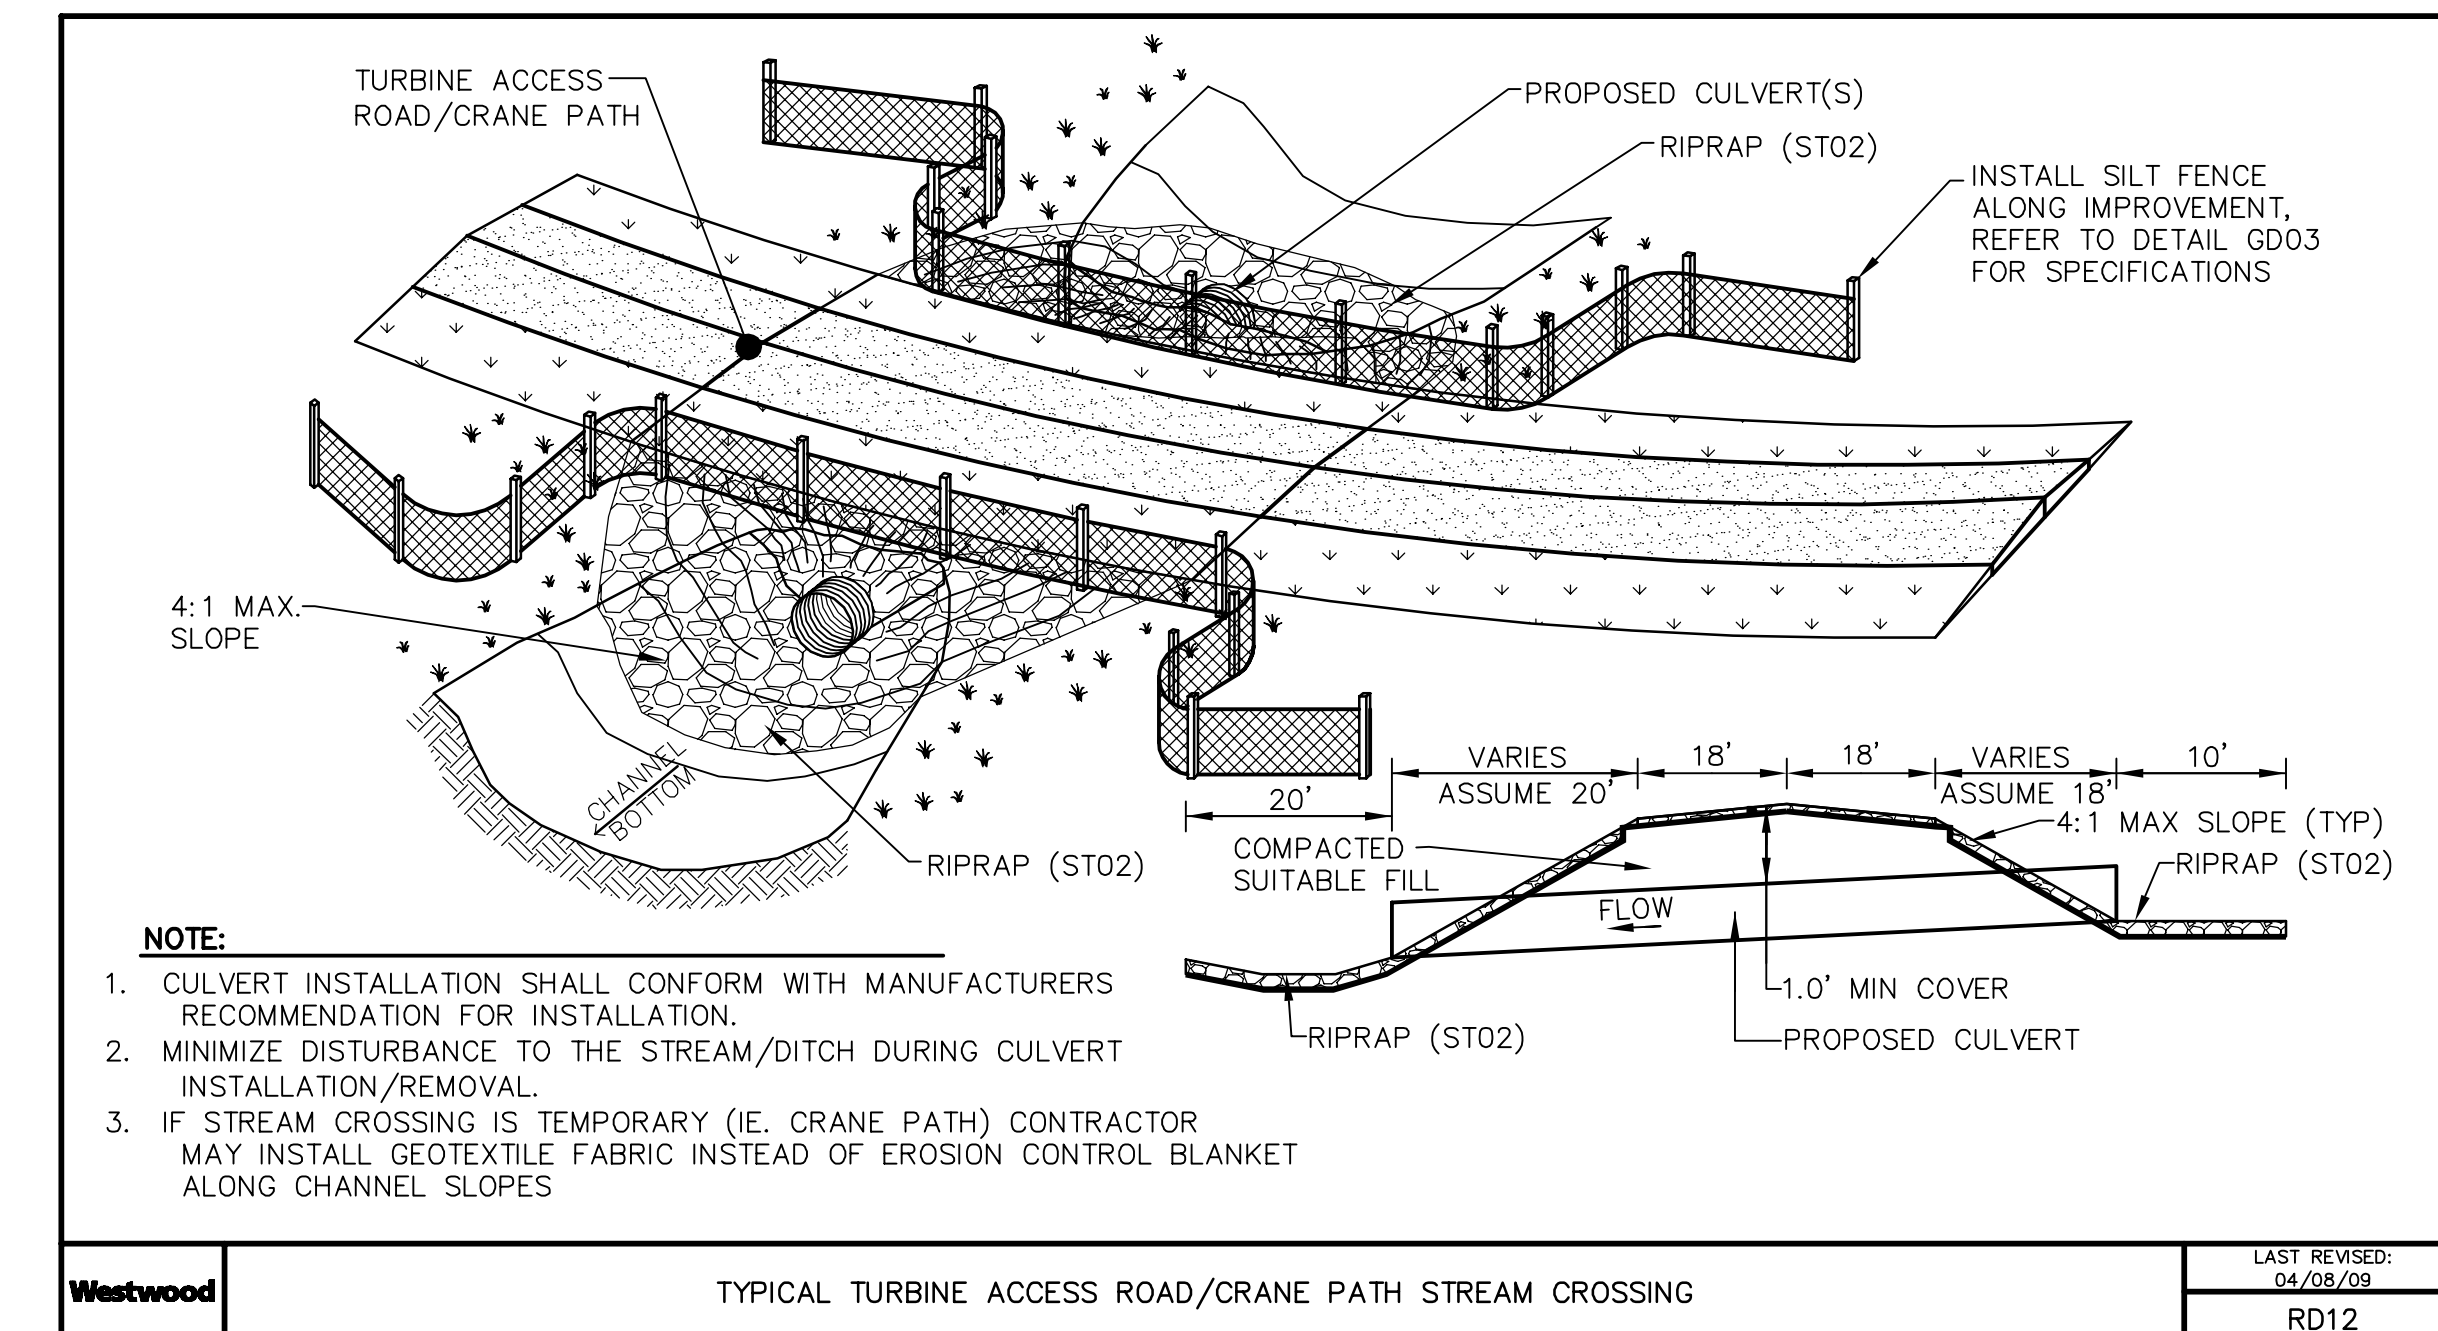 TURBINE ACCESS
ROAD/CRANE PATH
PROPOSED CULVERT(S)
RIPRAP (ST02)
INSTALL SILT FENCE
ALONG IMPROVEMENT,
REFER TO DETAIL GD03
FOR SPECIFICATIONS
4:1 MAX.
SLOPE
CHANNEL
BOTTOM
RIPRAP (ST02)
VARIES
ASSUME 20'
18'
18'
VARIES
ASSUME 18'
10'
20'
4:1 MAX SLOPE (TYP)
RIPRAP (ST02)
COMPACTED
SUITABLE FILL
FLOW
1.0' MIN COVER
RIPRAP (ST02)
PROPOSED CULVERT
NOTE:
1. CULVERT INSTALLATION SHALL CONFORM WITH MANUFACTURERS
RECOMMENDATION FOR INSTALLATION.
2. MINIMIZE DISTURBANCE TO THE STREAM/DITCH DURING CULVERT
INSTALLATION/REMOVAL.
3. IF STREAM CROSSING IS TEMPORARY (IE. CRANE PATH) CONTRACTOR
MAY INSTALL GEOTEXTILE FABRIC INSTEAD OF EROSION CONTROL BLANKET
ALONG CHANNEL SLOPES
Westwood
TYPICAL TURBINE ACCESS ROAD/CRANE PATH STREAM CROSSING
LAST REVISED:
04/08/09
RD12